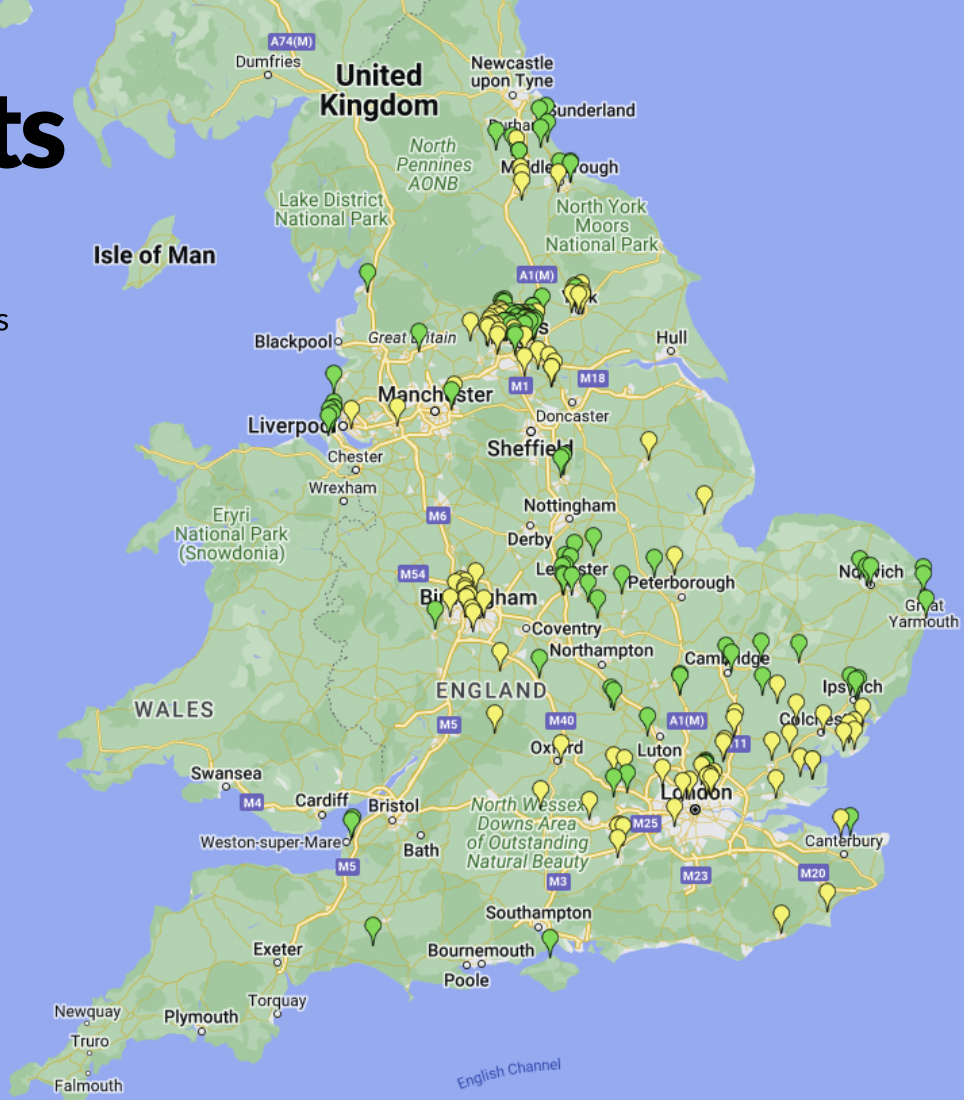 A74(M)
Dumfries
United
Kingdom
Newcastle
upon Tyne
Sunderland
ts
North
Pennines
AONB
Lake District
National Park
North York
Moors
National Park
Isle of Man
A1(M)
s
Blackpool
Great Britain
Hull
M1
M18
Manchester
Doncaster
Liverpool
Sheffield
Chester
Wrexham
Nottingham
M6
Eryri
National Park
(Snowdonia)
Derby
M54
Leicester
Peterborough
Norwich
Birmingham
Great
Yarmouth
Coventry
Northampton
Cambridge
ENGLAND
Ipswich
WALES
M5
M40
A1(M)
Colches
Oxford
Luton
M11
Swansea
M4
Cardiff
Bristol
North Wessex
Downs Area
of Outstanding
Natural Beauty
London
M25
Weston-super-Mare
Bath
Canterbury
M5
M3
M23
M20
Southampton
Exeter
Bournemouth
Poole
Torquay
Newquay
Plymouth
Truro
Falmouth
English Channel